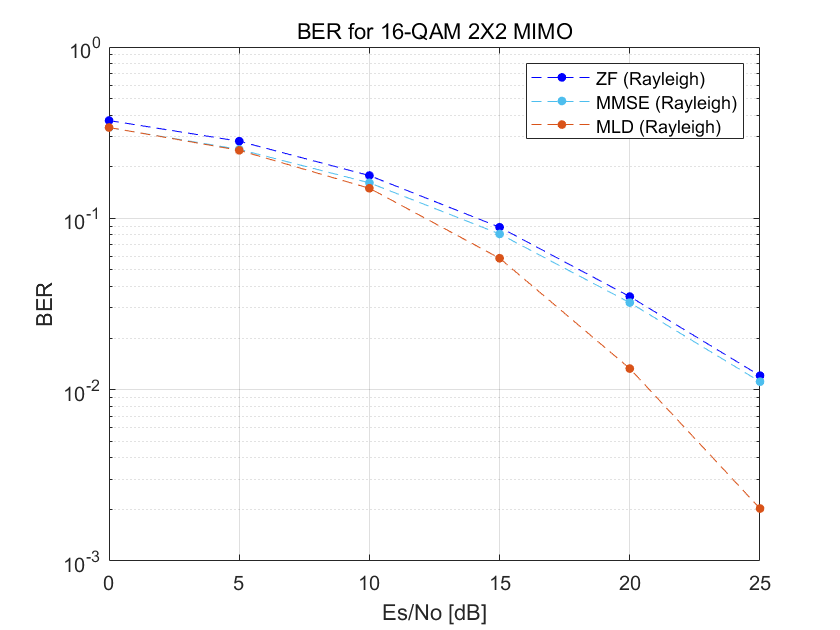 BER for 16-QAM 2X2 MIMO
ZF (Rayleigh)
MMSE (Rayleigh)
MLD (Rayleigh)
BER
10^0
10^-1
10^-2
10^-3
0 5 10 15 20 25
Es/No [dB]